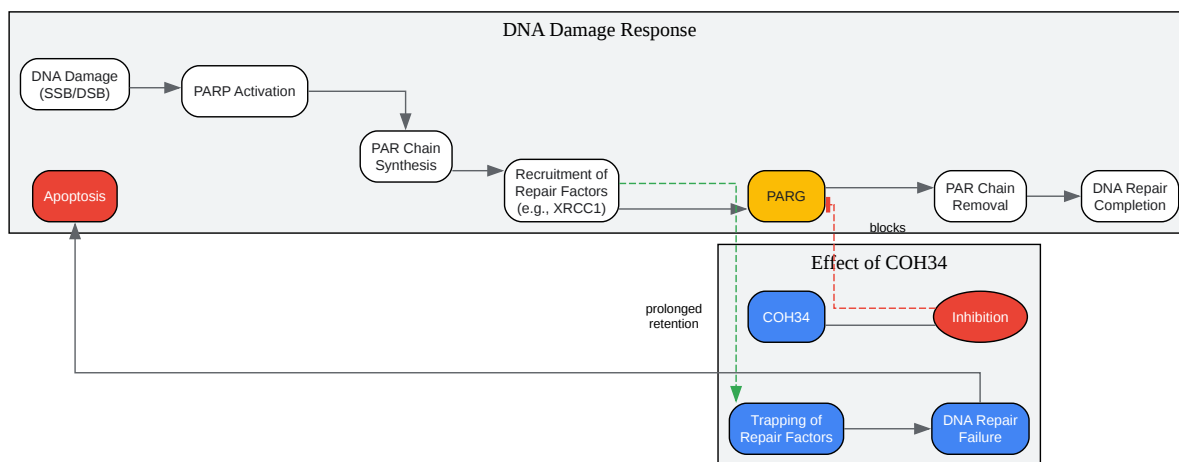 DNA Damage Response
DNA Damage
(SSB/DSB)
PARP Activation
PAR Chain
Synthesis
Recruitment of
Repair Factors
(e.g., XRCC1)
Apoptosis
PARG
PAR Chain
Removal
DNA Repair
Completion
blocks
Effect of COH34
prolonged
retention
COH34
Inhibition
Trapping of
Repair Factors
DNA Repair
Failure